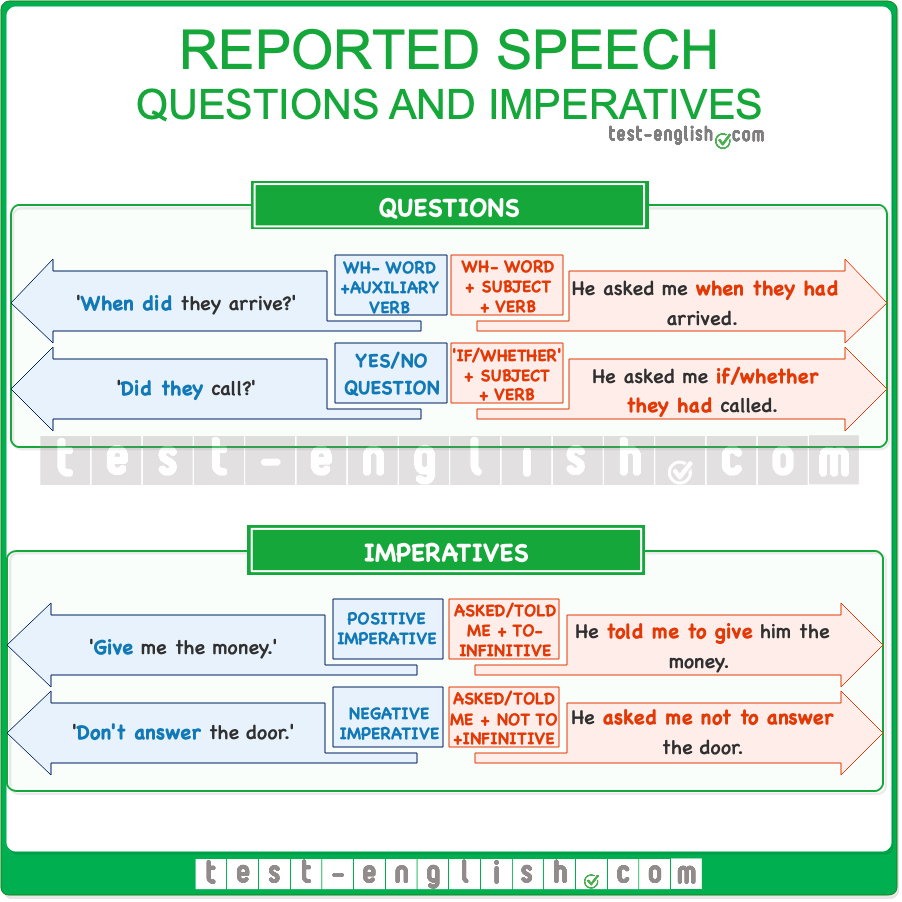 REPORTED SPEECH
QUESTIONS AND IMPERATIVES
test-english.com
QUESTIONS
'When did they arrive?'
WH- WORD
+AUXILIARY
VERB
WH- WORD
+ SUBJECT
+ VERB
He asked me when they had
arrived.
'Did they call?'
YES/NO
QUESTION
'IF/WHETHER'
+ SUBJECT
+ VERB
He asked me if/whether
they had called.
test-english.com
IMPERATIVES
'Give me the money.'
POSITIVE
IMPERATIVE
ASKED/TOLD
ME + TO-
INFINITIVE
He told me to give him the
money.
'Don't answer the door.'
NEGATIVE
IMPERATIVE
ASKED/TOLD
ME + NOT TO
+INFINITIVE
He asked me not to answer
the door.
test-english.com